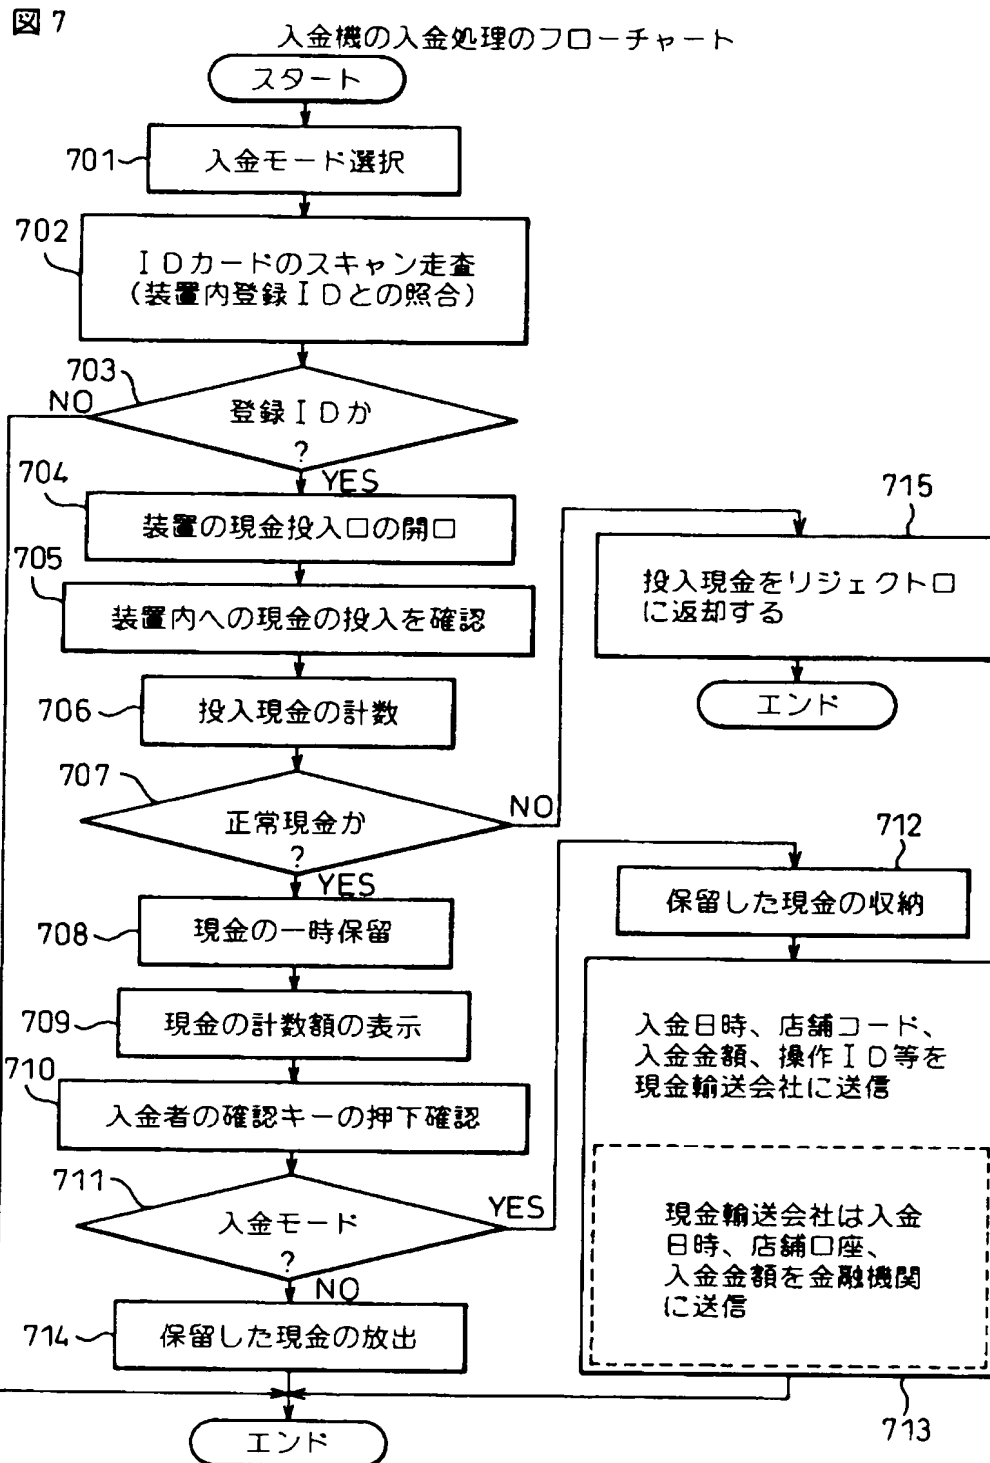 図7
入金機の入金処理のフローチャート
スタート
701
入金モード選択
702
IDカードのスキャン走査
(装置内登録IDとの照合)
703
NO
登録IDか
?
YES
704
装置の現金投入口の開口
705
装置内への現金の投入を確認
706
投入現金の計数
707
正常現金か
?
NO
YES
715
投入現金をリジェクト口
に返却する
エンド
708
現金の一時保留
709
現金の計数額の表示
710
入金者の確認キーの押下確認
711
入金モード
?
YES
NO
712
保留した現金の収納
入金日時、店舗コード、
入金金額、操作ID等を
現金輸送会社に送信
現金輸送会社は入金
日時、店舗口座、
入金金額を金融機関
に送信
713
714
保留した現金の放出
エンド